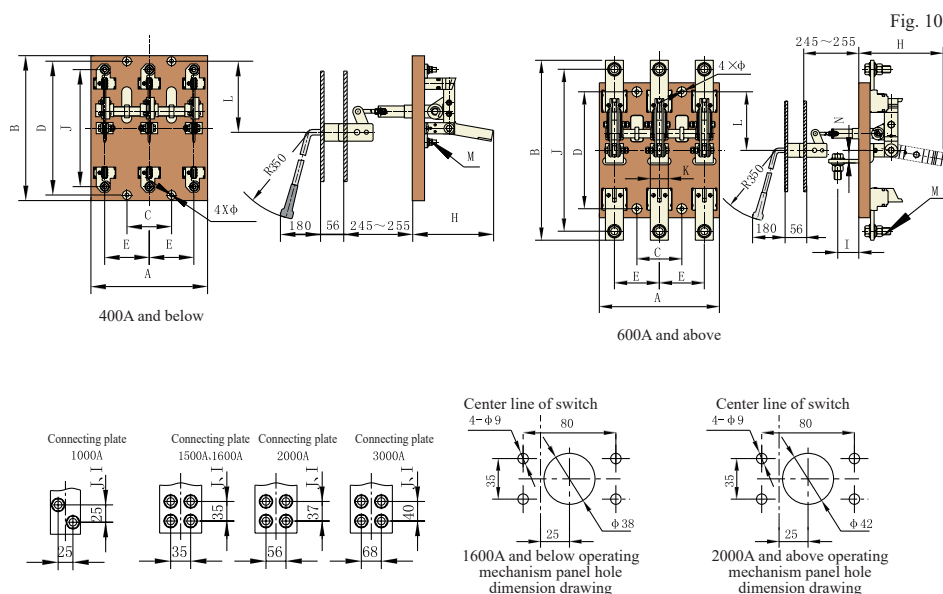 Fig. 10
B
D
J
L
R350
180
56
245～255
H
M
4XΦ
C
E
E
A
400A and below
245～255
H
4×Φ
B
J
D
L
K
N
R350
180
56
I
M
C
E
E
A
600A and above
Connecting plate
1000A
J、I
25
25
Connecting plate
1500A、1600A
J、I
35
35
Connecting plate
2000A
J、I
37
56
Connecting plate
3000A
J、I
40
68
Center line of switch
4-Φ9
80
35
25
Φ38
1600A and below operating
mechanism panel hole
dimension drawing
Center line of switch
4-Φ9
80
35
25
Φ42
2000A and above operating
mechanism panel hole
dimension drawing